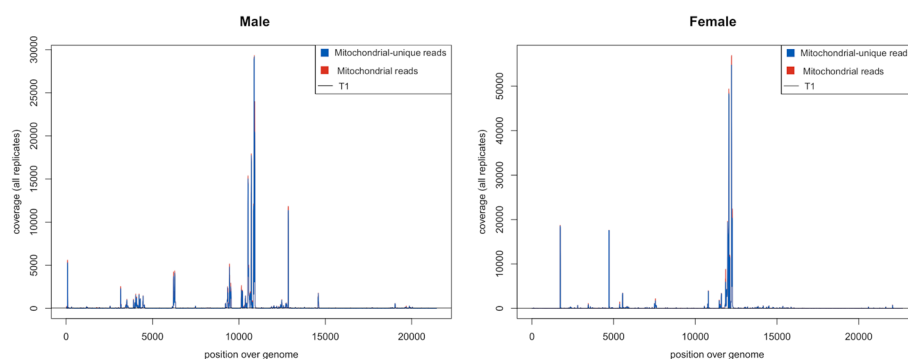 Male
Mitochondrial-unique reads
Mitochondrial reads
T1
coverage (all replicates)
0
5000
10000
15000
20000
25000
30000
0 5000 10000 15000 20000
position over genome
Female
Mitochondrial-unique reads
Mitochondrial reads
T1
coverage (all replicates)
0
10000
20000
30000
40000
50000
0 5000 10000 15000 20000
position over genome